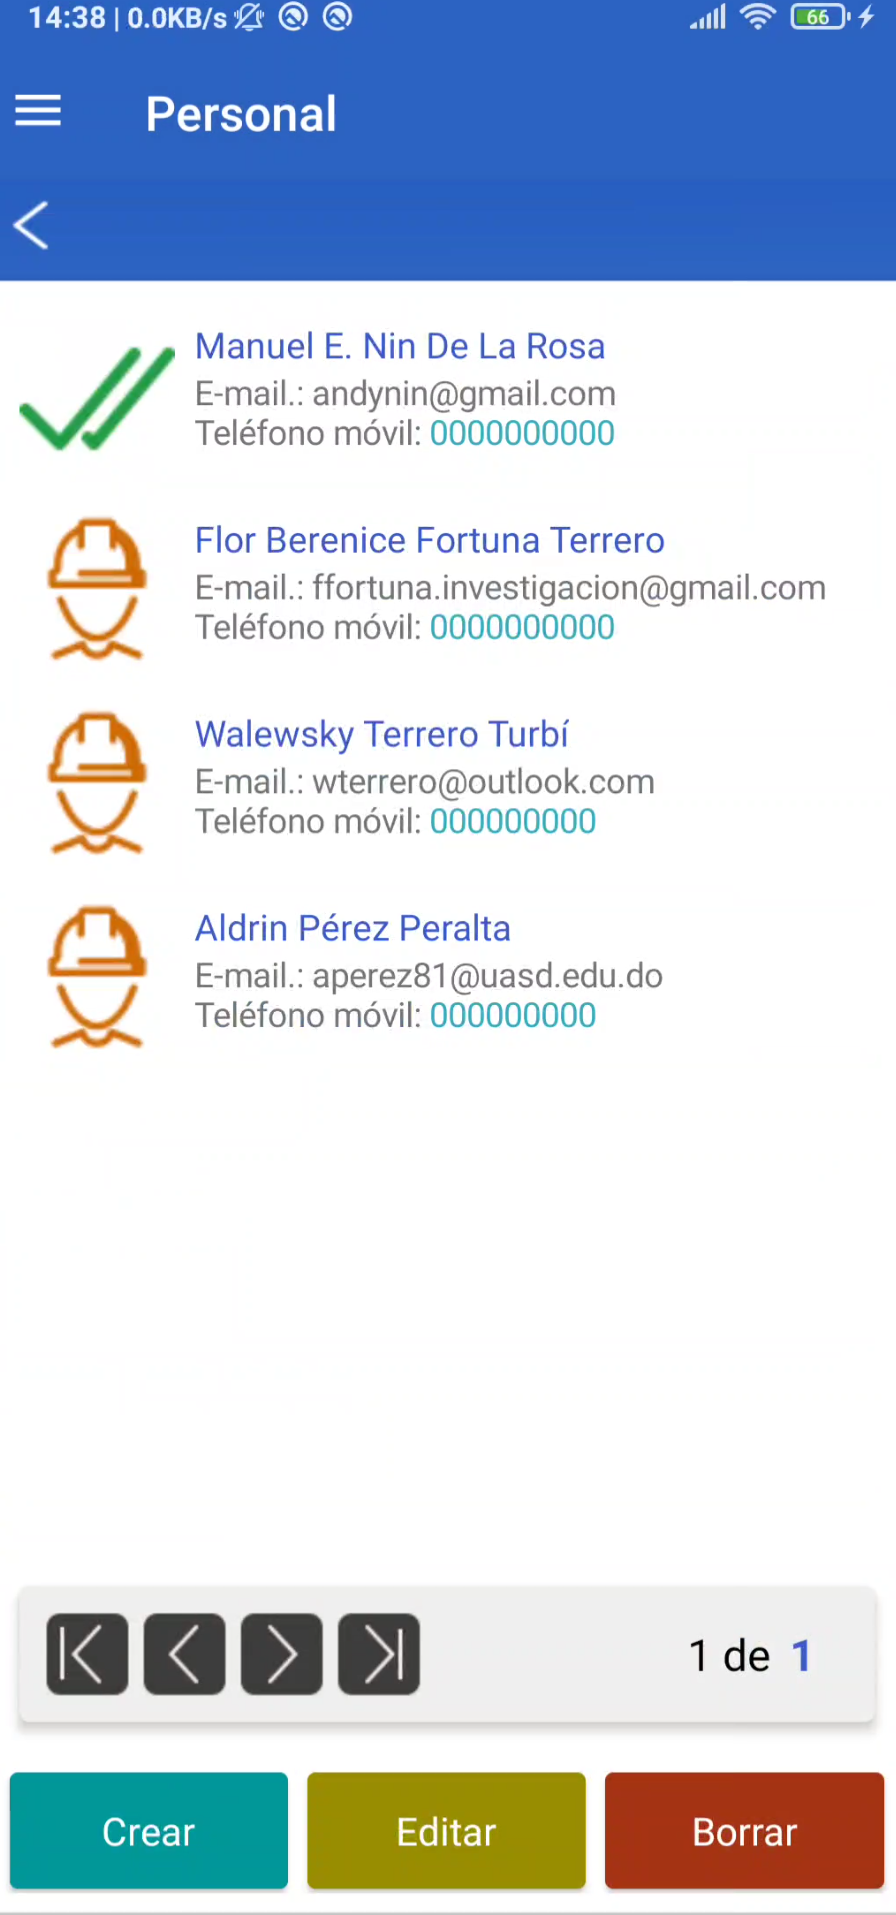 14:38 | 0.0KB/s
66
Personal
Manuel E. Nin De La Rosa
E-mail.: andynin@gmail.com
Teléfono móvil: 0000000000
Flor Berenice Fortuna Terrero
E-mail.: ffortuna.investigacion@gmail.com
Teléfono móvil: 0000000000
Walewsky Terrero Turbí
E-mail.: wterrero@outlook.com
Teléfono móvil: 000000000
Aldrin Pérez Peralta
E-mail.: aperez81@uasd.edu.do
Teléfono móvil: 000000000
1 de 1
Crear
Editar
Borrar